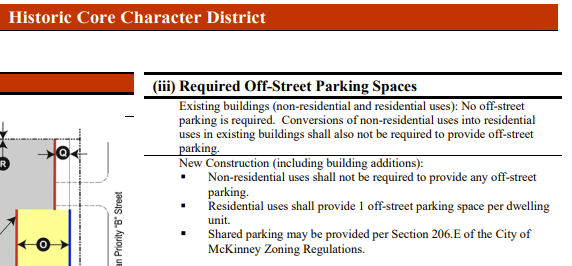 Historic Core Character District
(iii) Required Off-Street Parking Spaces
Existing buildings (non-residential and residential uses): No off-street
parking is required. Conversions of non-residential uses into residential
uses in existing buildings shall also not be required to provide off-street
parking.
New Construction (including building additions):
▪ Non-residential uses shall not be required to provide any off-street
parking.
▪ Residential uses shall provide 1 off-street parking space per dwelling
unit.
▪ Shared parking may be provided per Section 206.E of the City of
McKinney Zoning Regulations.
Q
R
O
n Priority "B" Street